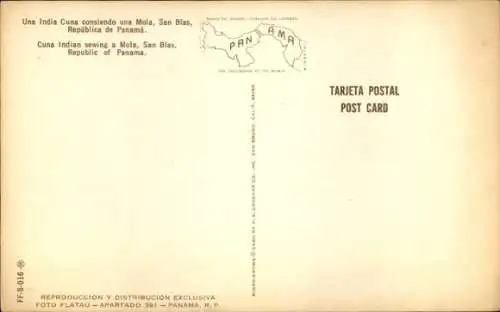 Una India Cuna consiendo una Mola, San Blas,
República de Panamá.
Cuna Indian sewing a Mola, San Blas,
Republic of Panama.
PANAMA
TARJETA POSTAL
POST CARD
FF-S-016
REPRODUCCION Y DISTRIBUCION EXCLUSIVA
FOTO FLATAU — APARTADO 391 — PANAMA, R. P.